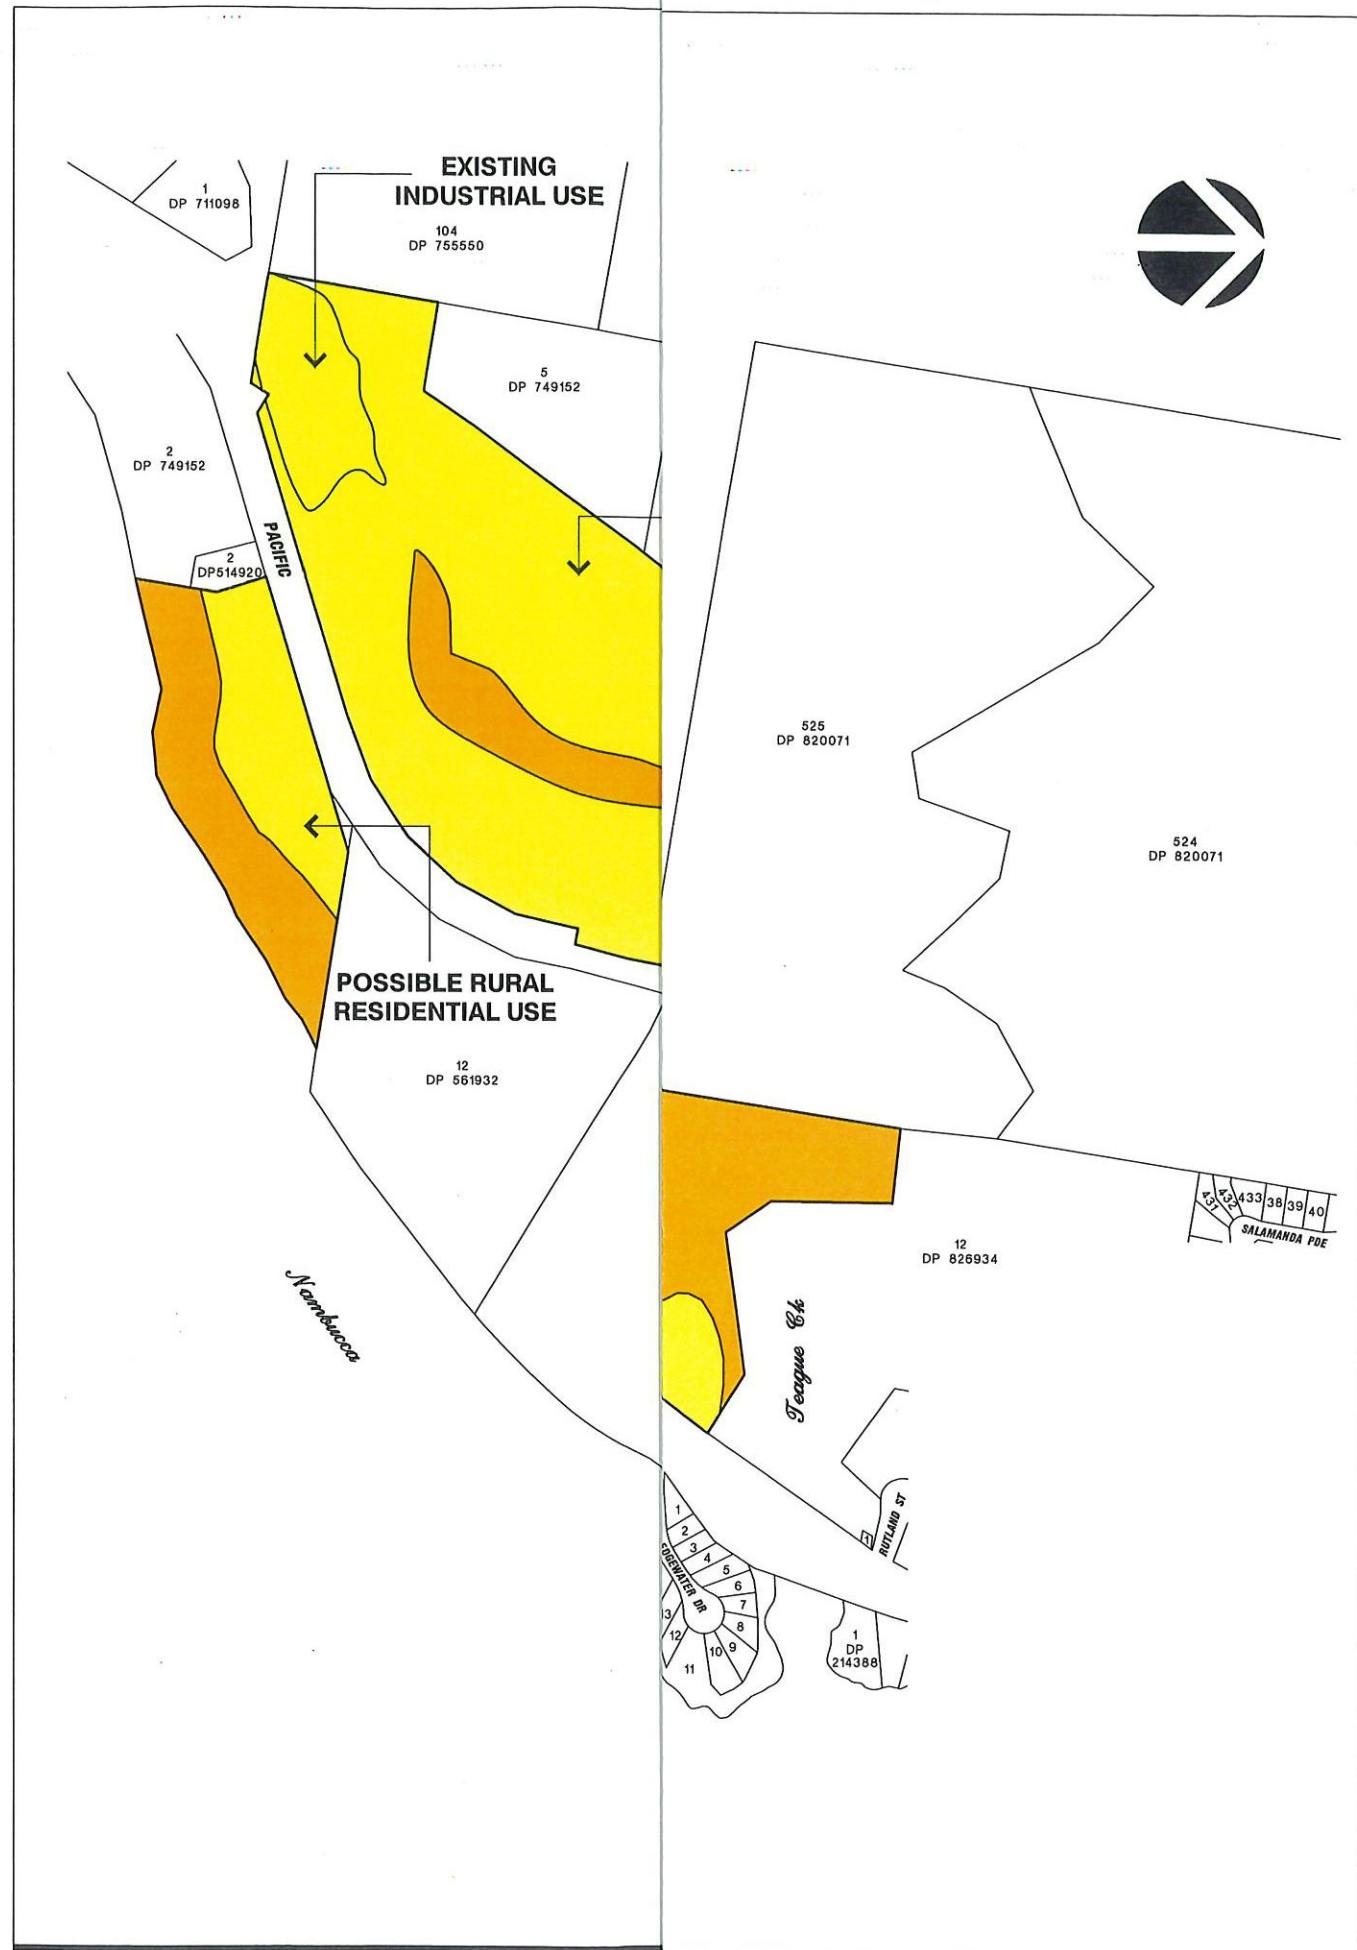 EXISTING
INDUSTRIAL USE
1
DP 711098
104
DP 755550
5
DP 749152
2
DP 749152
2
DP514920
PACIFIC
525
DP 820071
524
DP 820071
POSSIBLE RURAL
RESIDENTIAL USE
12
DP 561932
431
432
433
38
39
40
SALAMANDA PDE
12
DP 826934
Nambucca
Teague Ck
RUTLAND ST
1
1
2
3
4
5
6
7
8
9
10
11
12
13
EDGEWATER DR
1
DP
214388